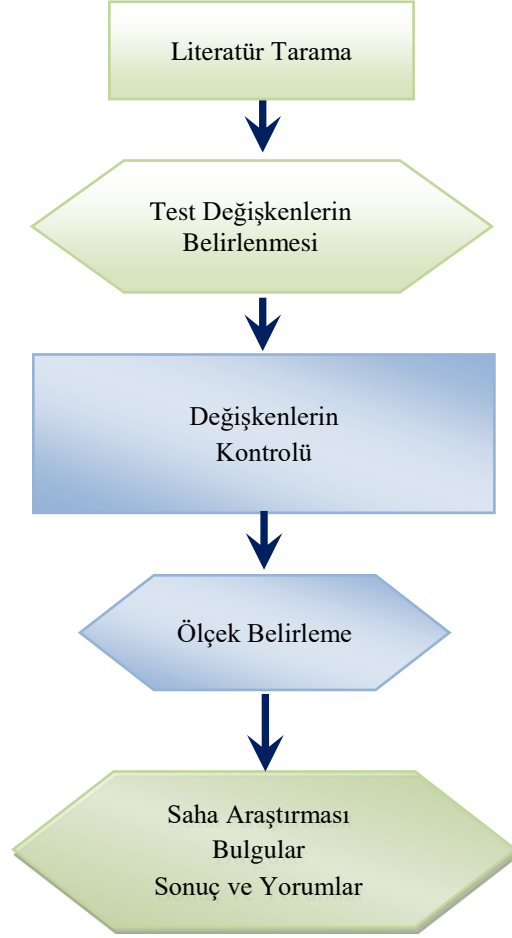 Literatür Tarama
Test Değişkenlerin
Belirlenmesi
Değişkenlerin
Kontrolü
Ölçek Belirleme
Saha Araştırması
Bulgular
Sonuç ve Yorumlar